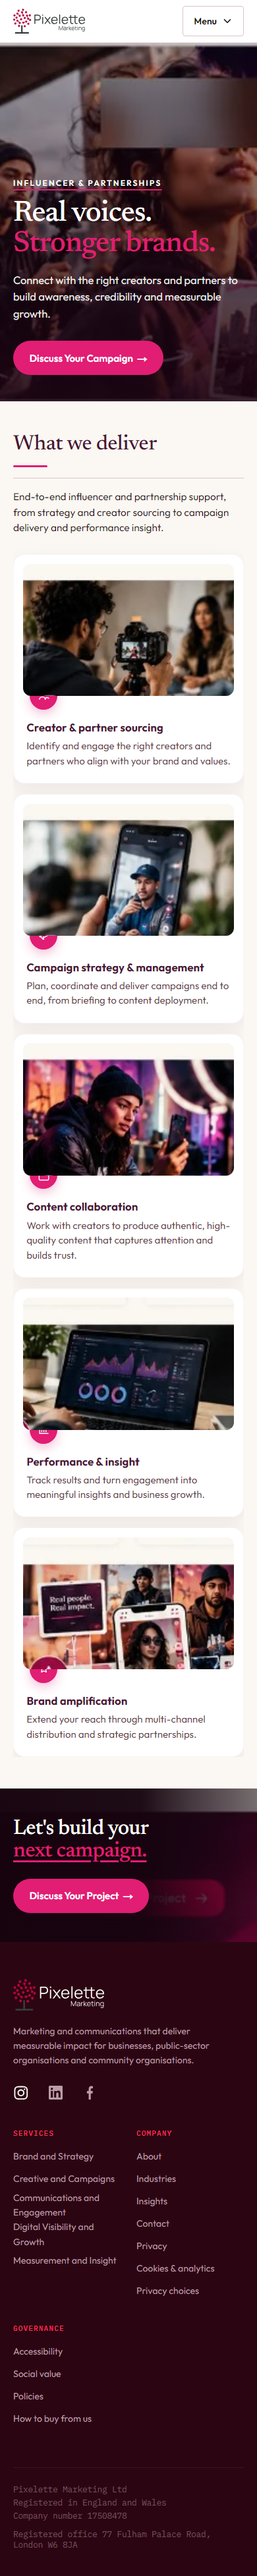 Pixelette
Marketing
Menu
INFLUENCER & PARTNERSHIPS
Real voices.
Stronger brands.
Connect with the right creators and partners to
build awareness, credibility and measurable
growth.
Discuss Your Campaign →
What we deliver
End-to-end influencer and partnership support,
from strategy and creator sourcing to campaign
delivery and performance insight.
Creator & partner sourcing
Identify and engage the right creators and
partners who align with your brand and values.
Campaign strategy & management
Plan, coordinate and deliver campaigns end to
end, from briefing to content deployment.
Content collaboration
Work with creators to produce authentic, high-
quality content that captures attention and
builds trust.
Performance & insight
Track results and turn engagement into
meaningful insights and business growth.
Real people.
Real impact.
Brand amplification
Extend your reach through multi-channel
distribution and strategic partnerships.
Let's build your
next campaign.
Discuss Your Project →
roject →
Pixelette
Marketing
Marketing and communications that deliver
measurable impact for businesses, public-sector
organisations and community organisations.
SERVICES
Brand and Strategy
Creative and Campaigns
Communications and
Engagement
Digital Visibility and
Growth
Measurement and Insight
COMPANY
About
Industries
Insights
Contact
Privacy
Cookies & analytics
Privacy choices
GOVERNANCE
Accessibility
Social value
Policies
How to buy from us
Pixelette Marketing Ltd
Registered in England and Wales
Company number 17508478
Registered office 77 Fulham Palace Road,
London W6 8JA